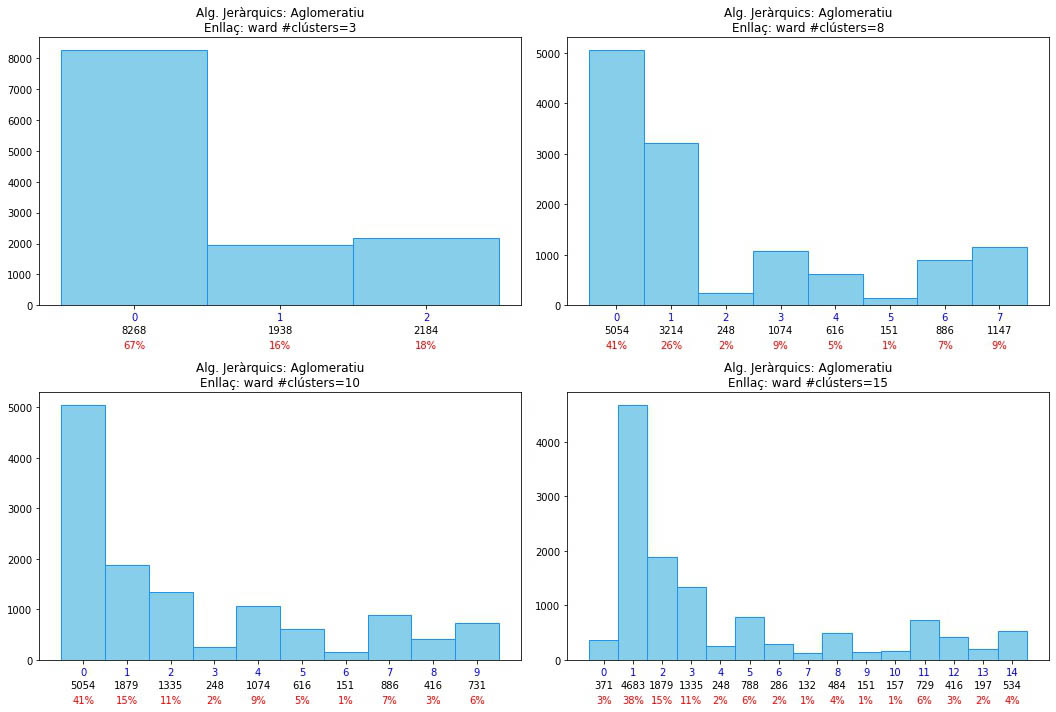 Alg. Jeràrquics: Aglomeratiu
Enllaç: ward #clústers=3
8000
7000
6000
5000
4000
3000
2000
1000
0
0 1 2
8268 1938 2184
67% 16% 18%
Alg. Jeràrquics: Aglomeratiu
Enllaç: ward #clústers=8
5000
4000
3000
2000
1000
0
0 1 2 3 4 5 6 7
5054 3214 248 1074 616 151 886 1147
41% 26% 2% 9% 5% 1% 7% 9%
Alg. Jeràrquics: Aglomeratiu
Enllaç: ward #clústers=10
5000
4000
3000
2000
1000
0
0 1 2 3 4 5 6 7 8 9
5054 1879 1335 248 1074 616 151 886 416 731
41% 15% 11% 2% 9% 5% 1% 7% 3% 6%
Alg. Jeràrquics: Aglomeratiu
Enllaç: ward #clústers=15
4000
3000
2000
1000
0
0 1 2 3 4 5 6 7 8 9 10 11 12 13 14
371 4683 1879 1335 248 788 286 132 484 151 157 729 416 197 534
3% 38% 15% 11% 2% 6% 2% 1% 4% 1% 1% 6% 3% 2% 4%